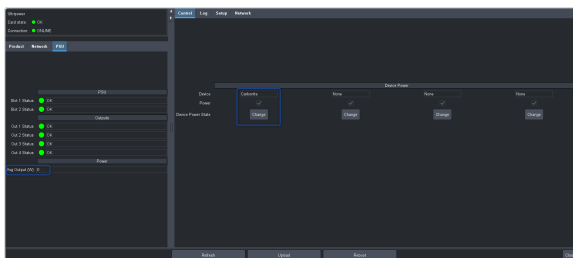 Card state: OK
Connection: ONLINE
Product Network PSU
PSU
Slot 1 Status OK
Slot 2 Status OK
Outputs
Out 1 Status OK
Out 2 Status OK
Out 3 Status OK
Out 4 Status OK
Power
Avg Output (W)
Control Log Setup Network
Device Power
Device Carbonite None None None
Power
Device Power State Change Change Change Change
Refresh Upload Reboot